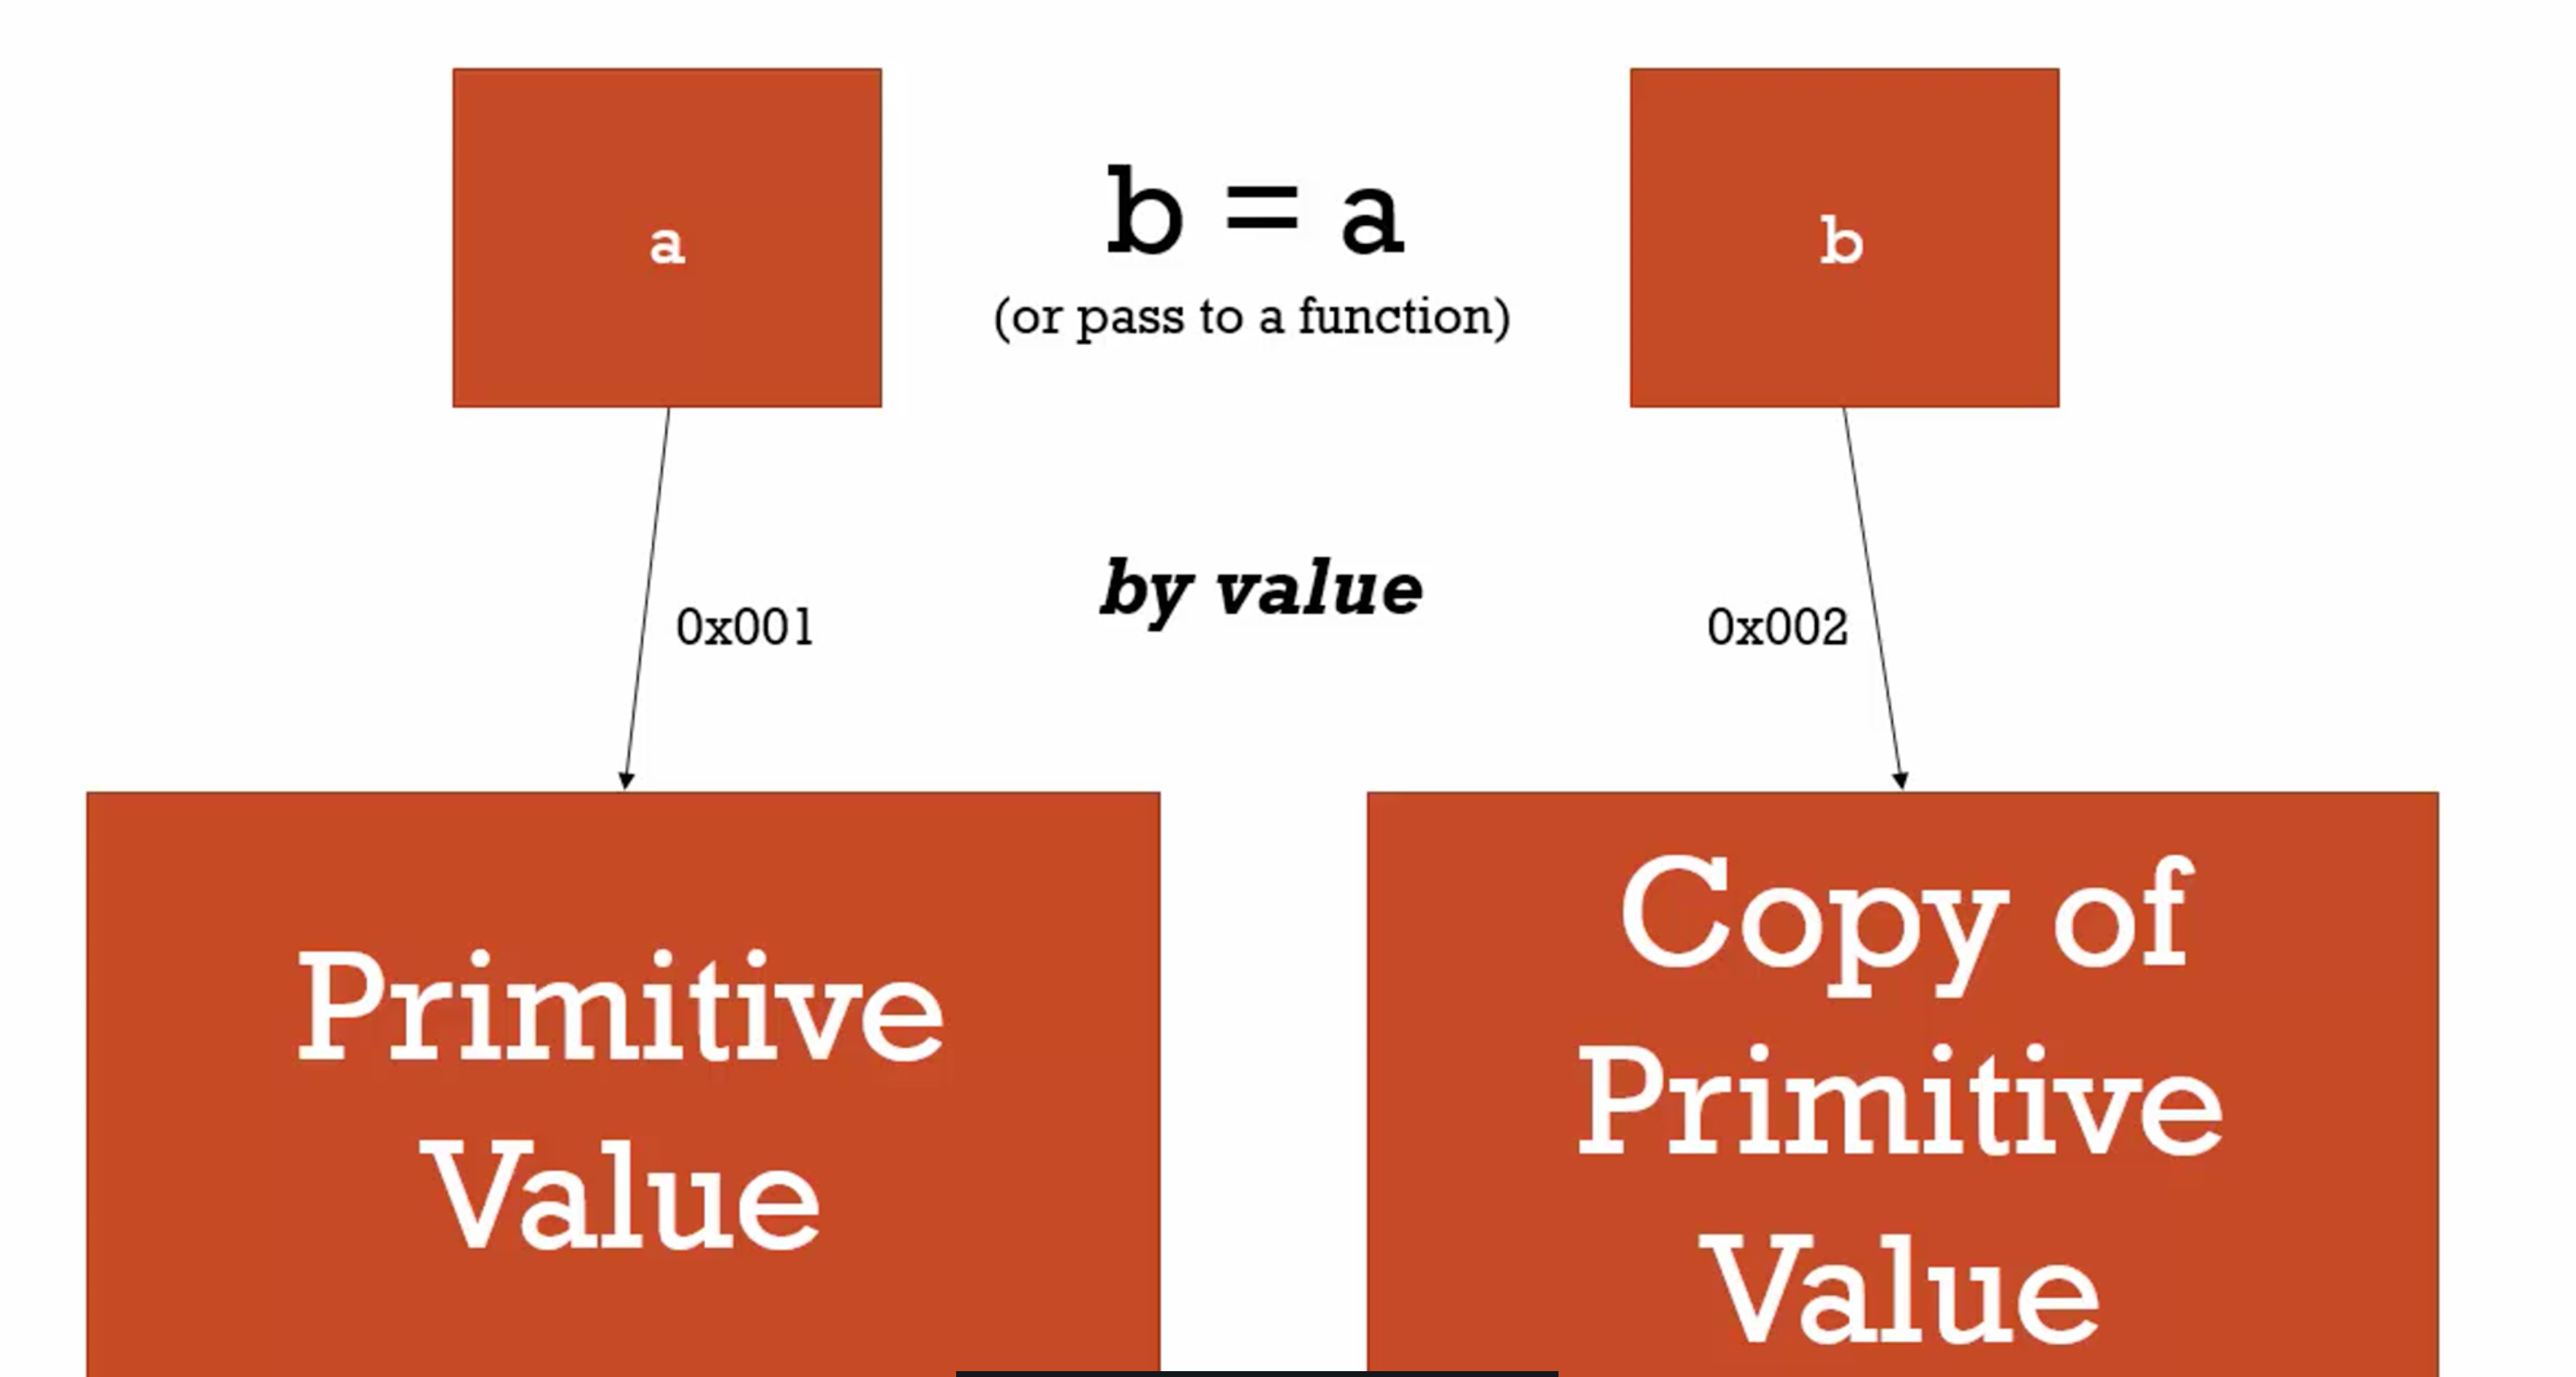 a
b = a
(or pass to a function)
b
0x001
by value
0x002
Primitive
Value
Copy of
Primitive
Value